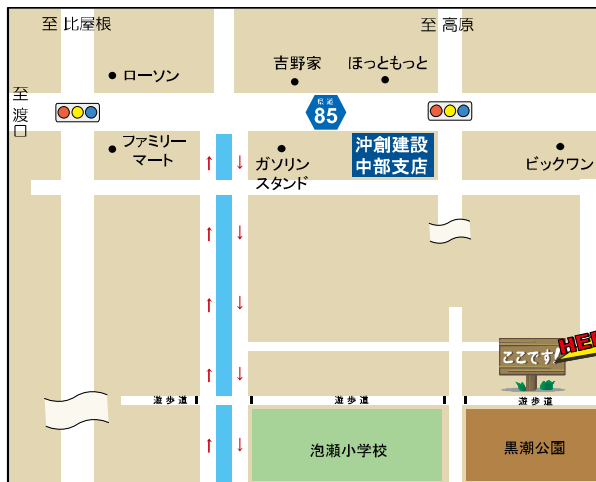 至 比屋根
至 高原
吉野家
ほっともっと
ローソン
至渡口
県道
85
ファミリー
マート
ガソリン
スタンド
沖創建設
中部支店
ビックワン
ここです!
遊歩道
遊歩道
遊歩道
泡瀬小学校
黒潮公園